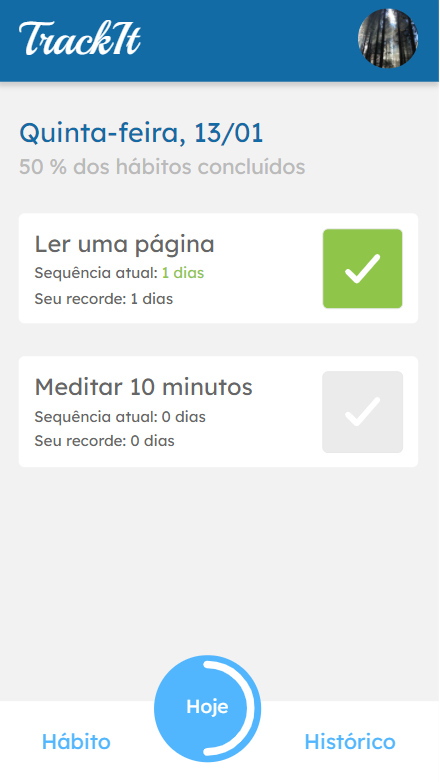 TrackIt
Quinta-feira, 13/01
50 % dos hábitos concluídos
Ler uma página
Sequência atual: 1 dias
Seu recorde: 1 dias
Meditar 10 minutos
Sequência atual: 0 dias
Seu recorde: 0 dias
Hoje
Hábito
Histórico